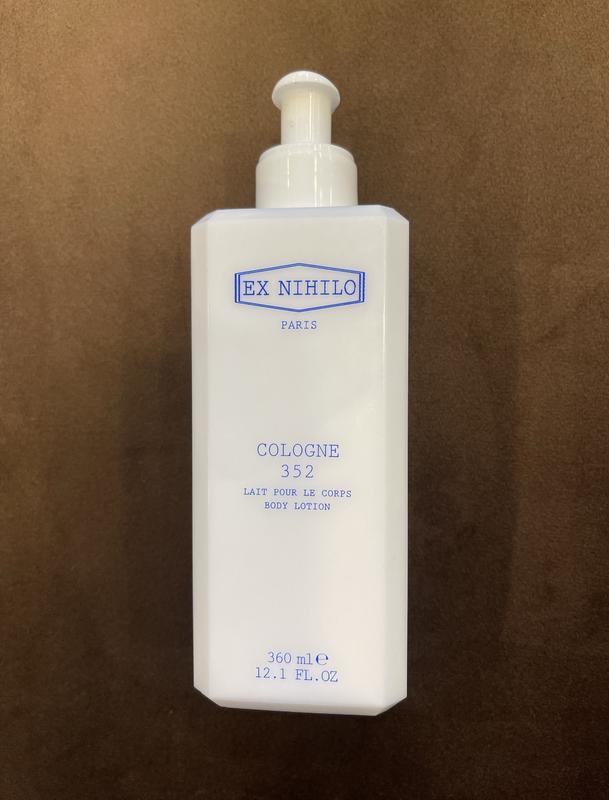 EX NIHILO
PARIS
COLOGNE
352
LAIT POUR LE CORPS
BODY LOTION
360 ml℮
12.1 FL.OZ